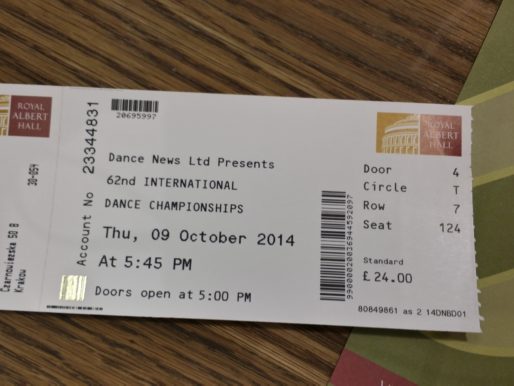 ROYAL
ALBERT
HALL
30-054
Krakow
Account No 23344831
20695997
Dance News Ltd Presents
62nd INTERNATIONAL
DANCE CHAMPIONSHIPS
Thu, 09 October 2014
At 5:45 PM
Doors open at 5:00 PM
ROYAL
ALBERT
HALL
Door 4
Circle T
Row 7
Seat 124
Standard
£24.00
80849861 as 2 14DNBD01